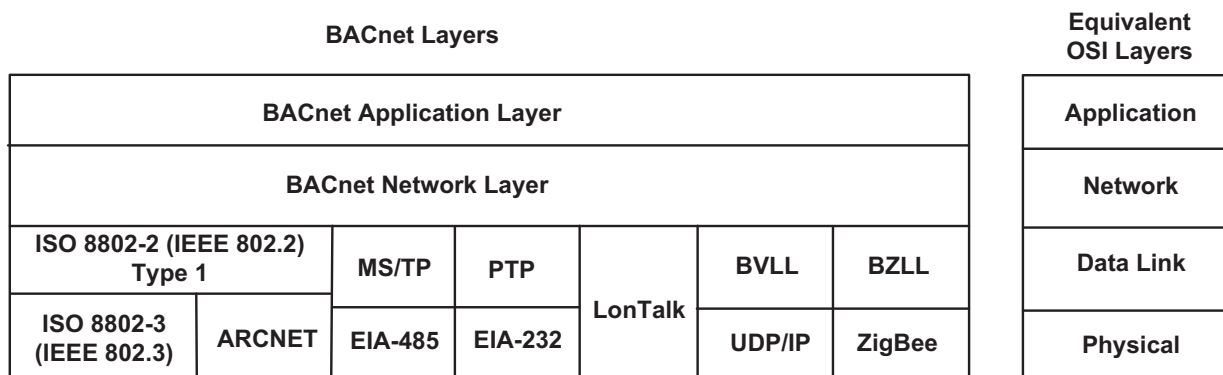 BACnet Layers
Equivalent
OSI Layers
BACnet Application Layer
Application
BACnet Network Layer
Network
ISO 8802-2 (IEEE 802.2)
Type 1
MS/TP
PTP
LonTalk
BVLL
BZLL
Data Link
ISO 8802-3
(IEEE 802.3)
ARCNET
EIA-485
EIA-232
UDP/IP
ZigBee
Physical